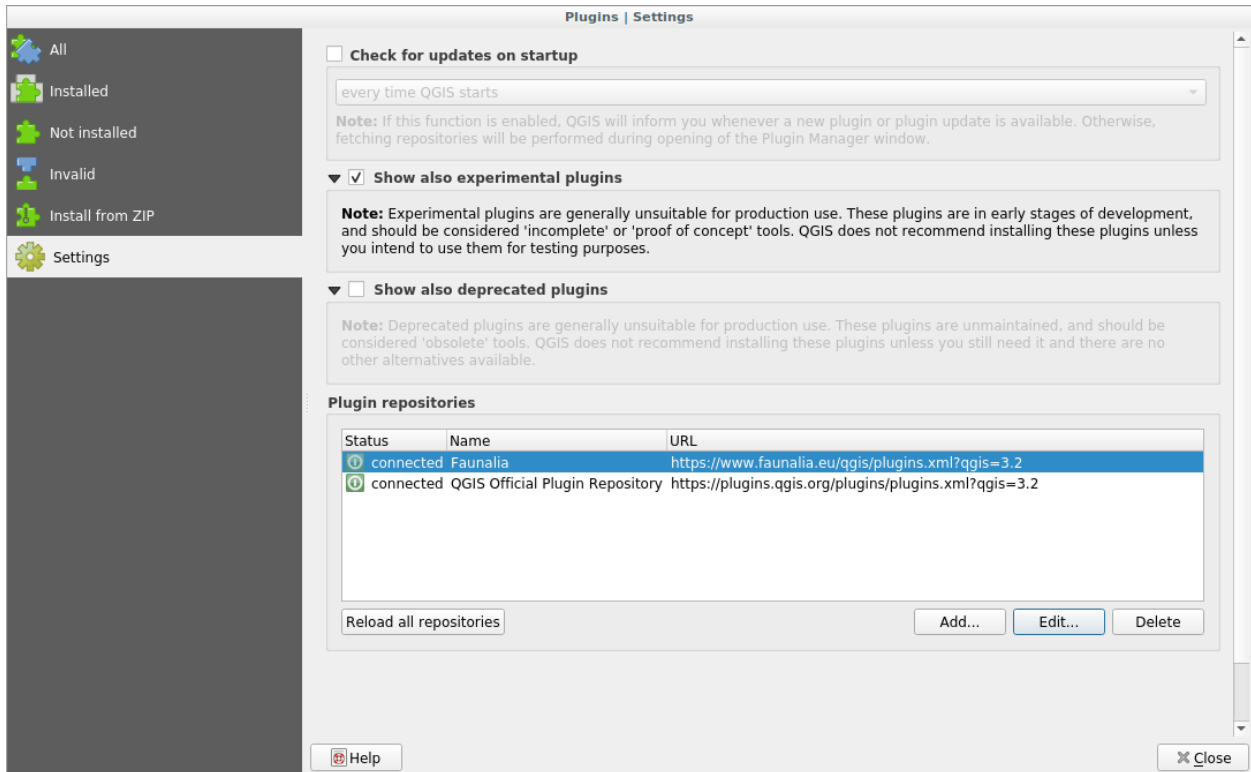 Plugins | Settings
All
Installed
Not installed
Invalid
Install from ZIP
Settings
Check for updates on startup
every time QGIS starts
Note: If this function is enabled, QGIS will inform you whenever a new plugin or plugin update is available. Otherwise,
fetching repositories will be performed during opening of the Plugin Manager window.
Show also experimental plugins
Note: Experimental plugins are generally unsuitable for production use. These plugins are in early stages of development,
and should be considered 'incomplete' or 'proof of concept' tools. QGIS does not recommend installing these plugins unless
you intend to use them for testing purposes.
Show also deprecated plugins
Note: Deprecated plugins are generally unsuitable for production use. These plugins are unmaintained, and should be
considered 'obsolete' tools. QGIS does not recommend installing these plugins unless you still need it and there are no
other alternatives available.
Plugin repositories
Status Name URL
connected Faunalia https://www.faunalia.eu/qgis/plugins.xml?qgis=3.2
connected QGIS Official Plugin Repository https://plugins.qgis.org/plugins/plugins.xml?qgis=3.2
Reload all repositories Add... Edit... Delete
Help Close